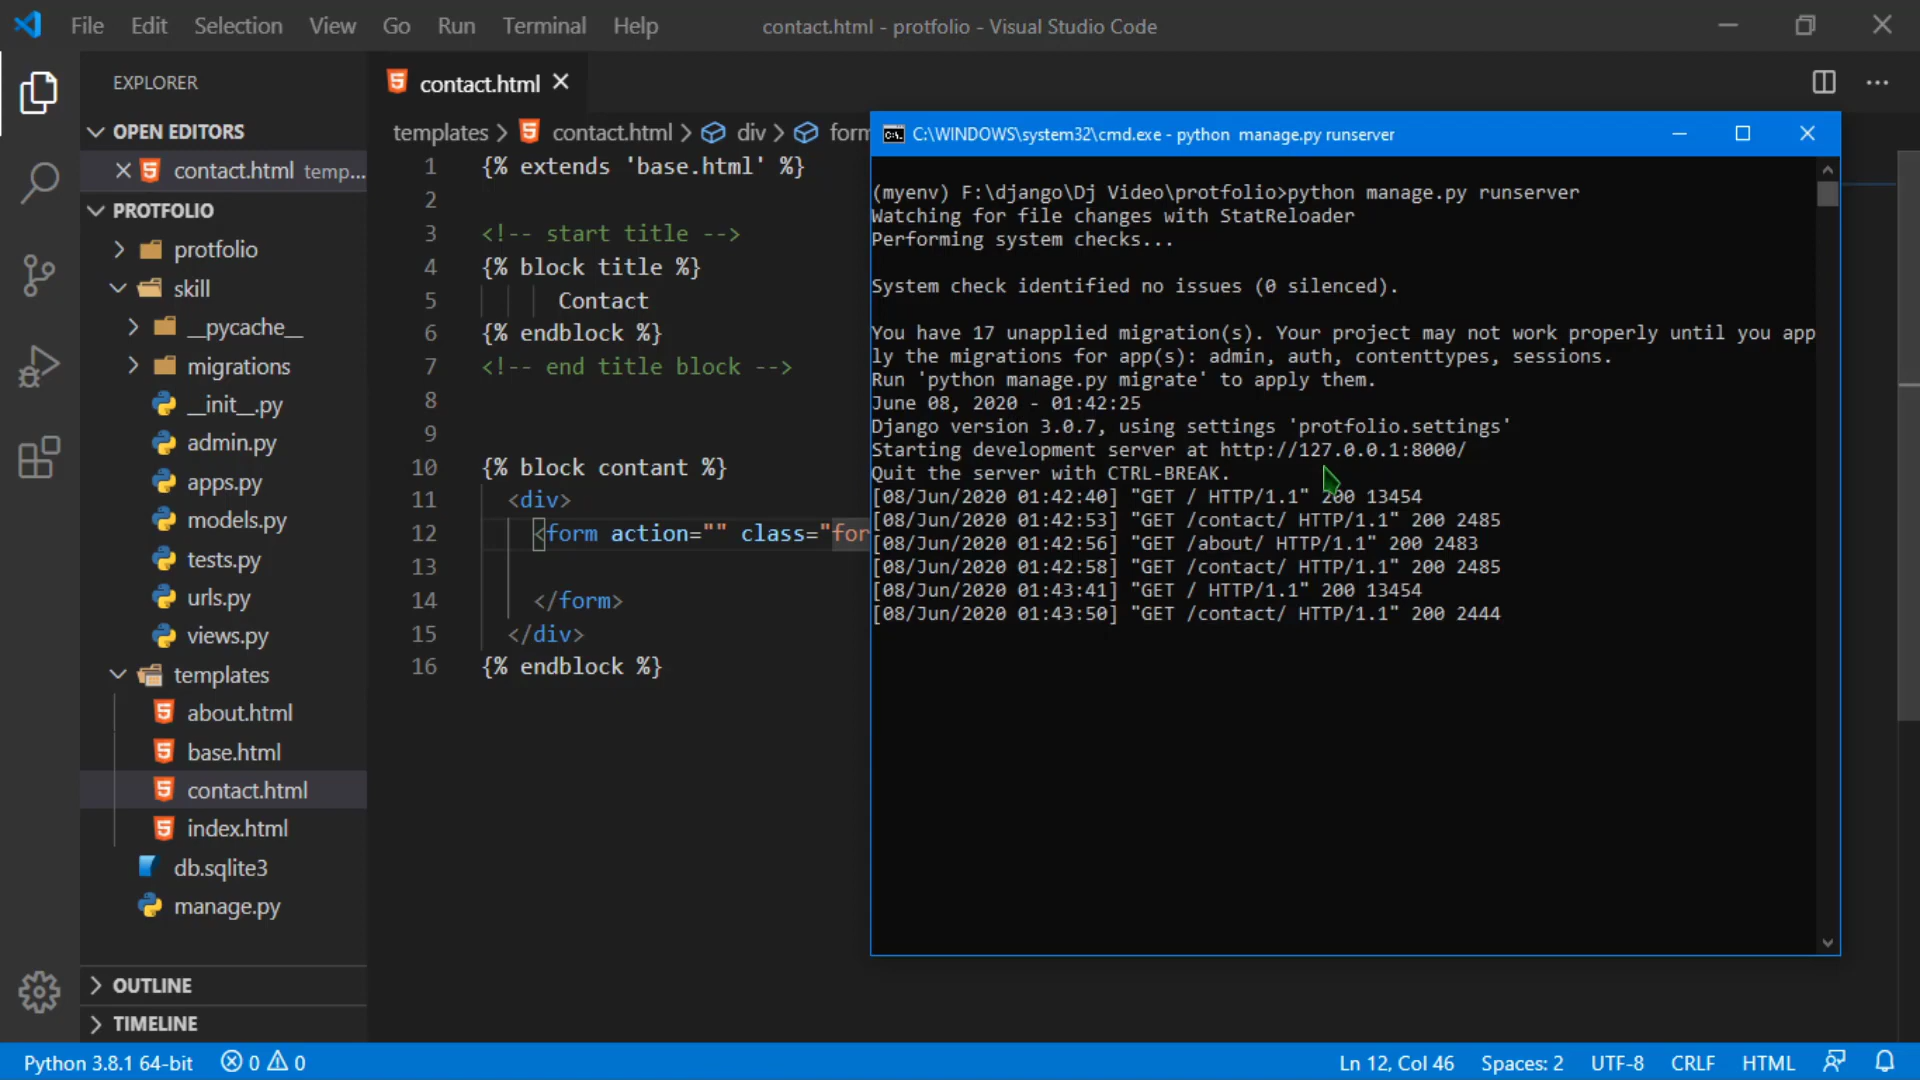 File Edit Selection View Go Run Terminal Help contact.html - protfolio - Visual Studio Code
EXPLORER
OPEN EDITORS
contact.html temp...
PROTFOLIO
protfolio
skill
__pycache__
migrations
__init__.py
admin.py
apps.py
models.py
tests.py
urls.py
views.py
templates
about.html
base.html
contact.html
index.html
db.sqlite3
manage.py
OUTLINE
TIMELINE
contact.html
templates > contact.html > div > form
1 {% extends 'base.html' %}
2
3 <!-- start title -->
4 {% block title %}
5 Contact
6 {% endblock %}
7 <!-- end title block -->
8
9
10 {% block contant %}
11 <div>
12 <form action="" class="for
13
14 </form>
15 </div>
16 {% endblock %}
C:\WINDOWS\system32\cmd.exe - python manage.py runserver
(myenv) F:\django\Dj Video\protfolio>python manage.py runserver
Watching for file changes with StatReloader
Performing system checks...
System check identified no issues (0 silenced).
You have 17 unapplied migration(s). Your project may not work properly until you app
ly the migrations for app(s): admin, auth, contenttypes, sessions.
Run 'python manage.py migrate' to apply them.
June 08, 2020 - 01:42:25
Django version 3.0.7, using settings 'protfolio.settings'
Starting development server at http://127.0.0.1:8000/
Quit the server with CTRL-BREAK.
[08/Jun/2020 01:42:40] "GET / HTTP/1.1" 200 13454
[08/Jun/2020 01:42:53] "GET /contact/ HTTP/1.1" 200 2485
[08/Jun/2020 01:42:56] "GET /about/ HTTP/1.1" 200 2483
[08/Jun/2020 01:42:58] "GET /contact/ HTTP/1.1" 200 2485
[08/Jun/2020 01:43:41] "GET / HTTP/1.1" 200 13454
[08/Jun/2020 01:43:50] "GET /contact/ HTTP/1.1" 200 2444
Python 3.8.1 64-bit 0 0 Ln 12, Col 46 Spaces: 2 UTF-8 CRLF HTML